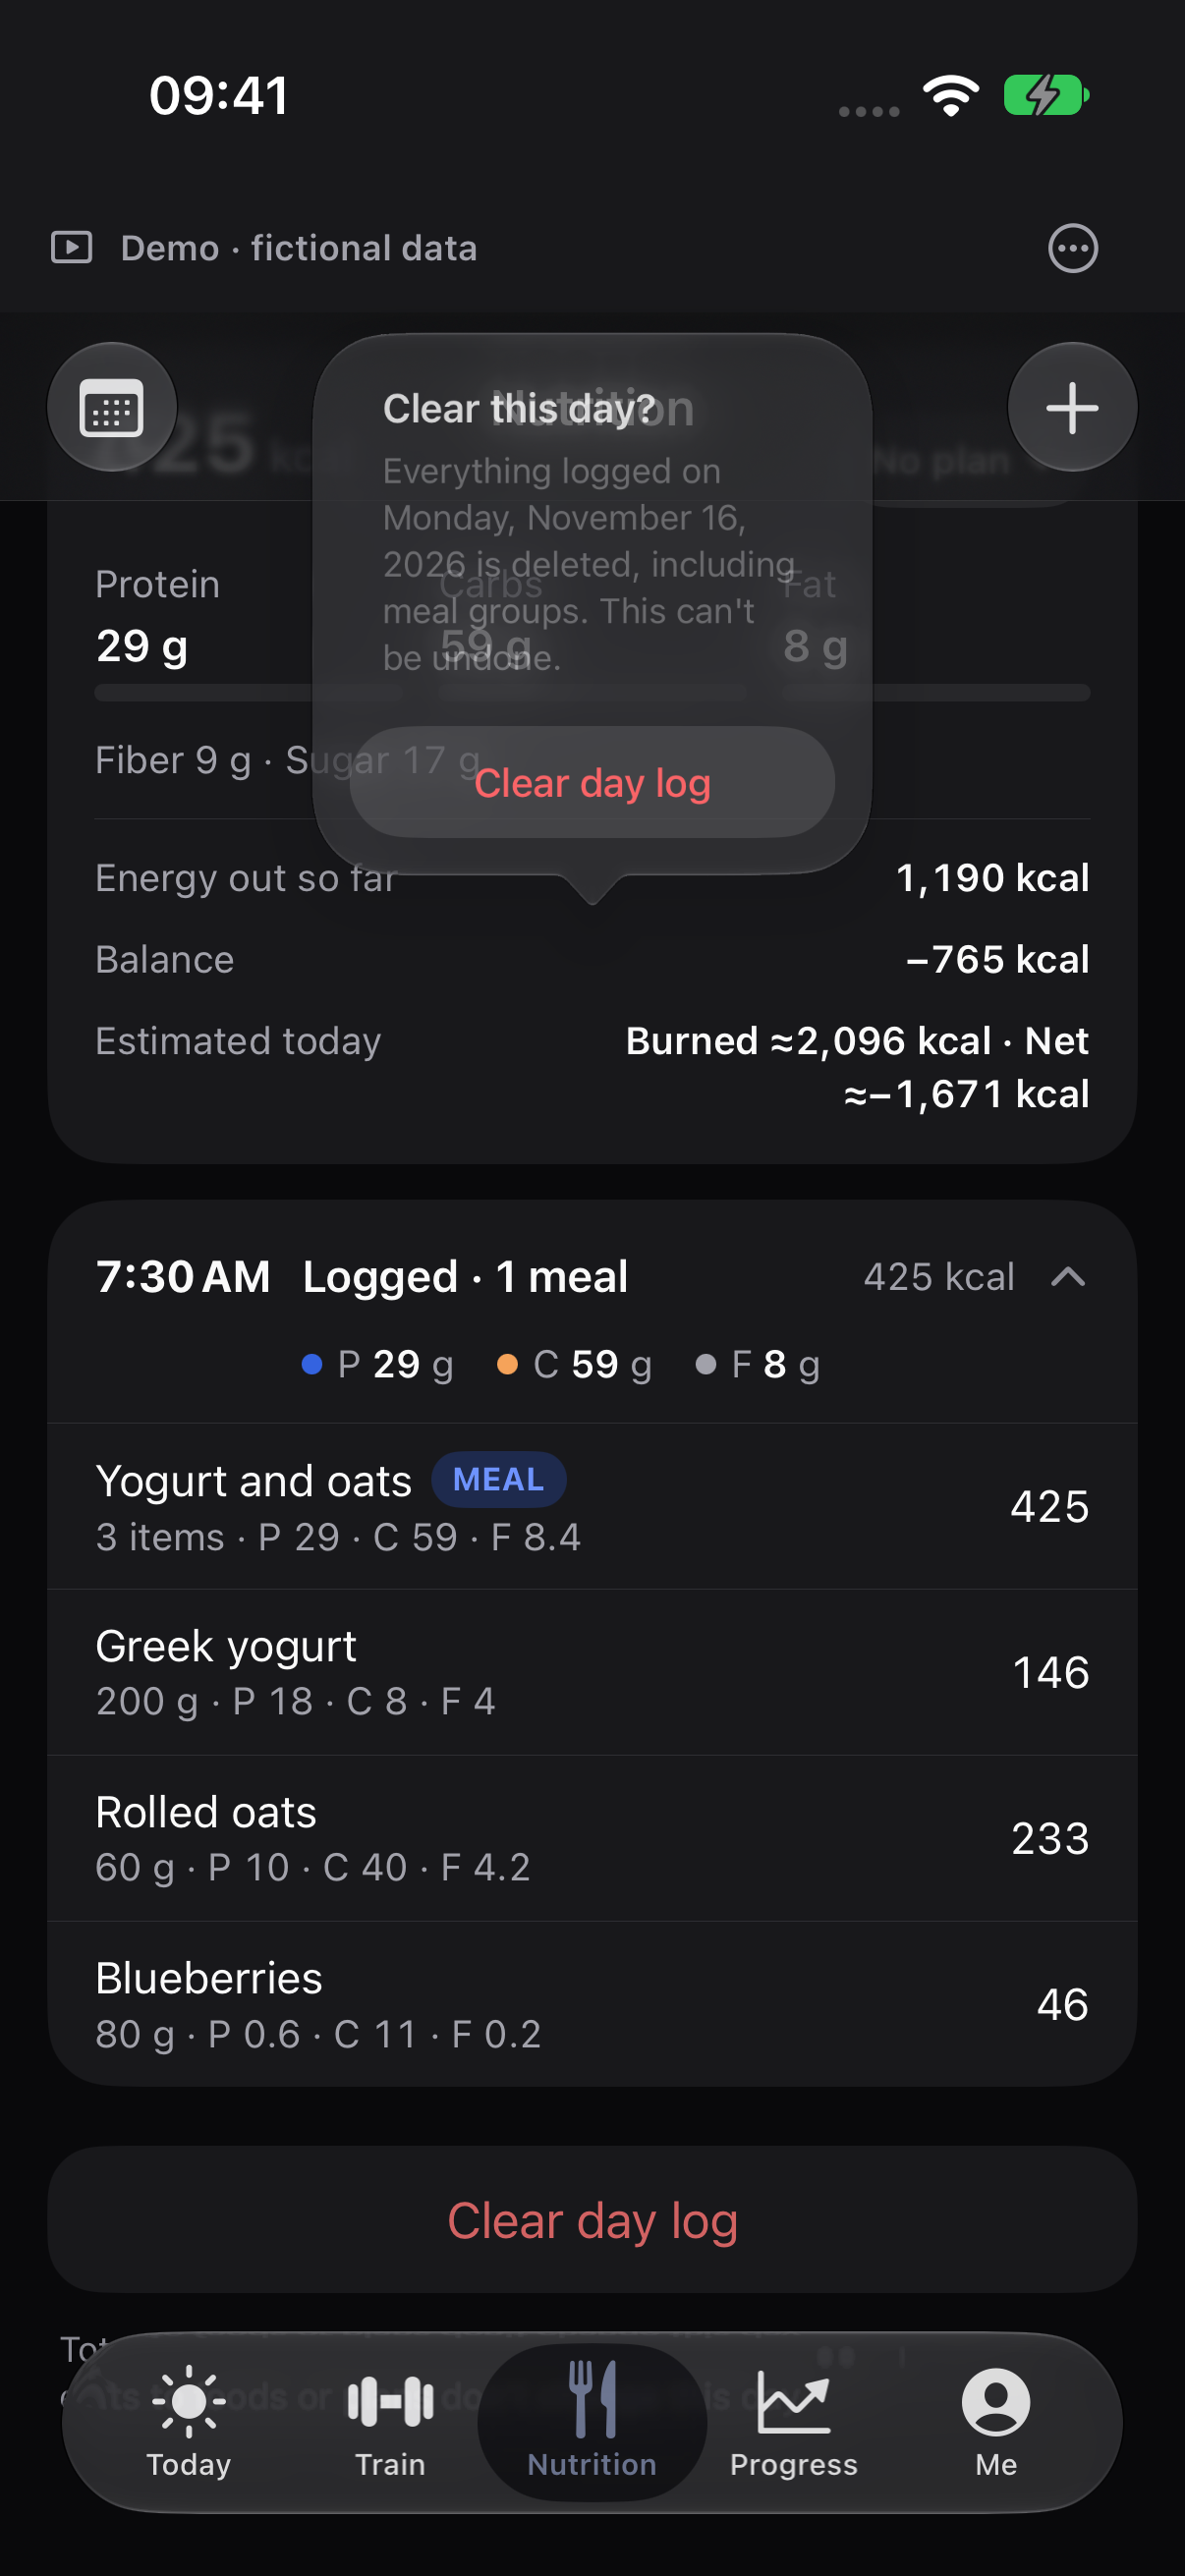 09:41
Demo · fictional data
Nutrition
25 kc
No plan
Clear this day?
Everything logged on
Monday, November 16,
2026 is deleted, including
meal groups. This can't
be undone.
Clear day log
Protein
Carbs
Fat
29 g
59 g
8 g
Fiber 9 g · Sugar 17 g
Energy out so far
1,190 kcal
Balance
−765 kcal
Estimated today
Burned ≈2,096 kcal · Net
≈−1,671 kcal
7:30 AM Logged · 1 meal
425 kcal
P 29 g C 59 g F 8 g
Yogurt and oats MEAL
425
3 items · P 29 · C 59 · F 8.4
Greek yogurt
146
200 g · P 18 · C 8 · F 4
Rolled oats
233
60 g · P 10 · C 40 · F 4.2
Blueberries
46
80 g · P 0.6 · C 11 · F 0.2
Clear day log
Today
Train
Nutrition
Progress
Me